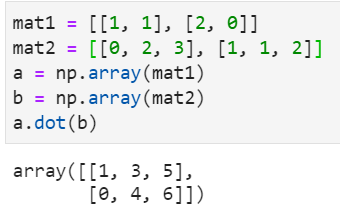 mat1 = [[1, 1], [2, 0]]
mat2 = [[0, 2, 3], [1, 1, 2]]
a = np.array(mat1)
b = np.array(mat2)
a.dot(b)
array([[1, 3, 5],
       [0, 4, 6]])